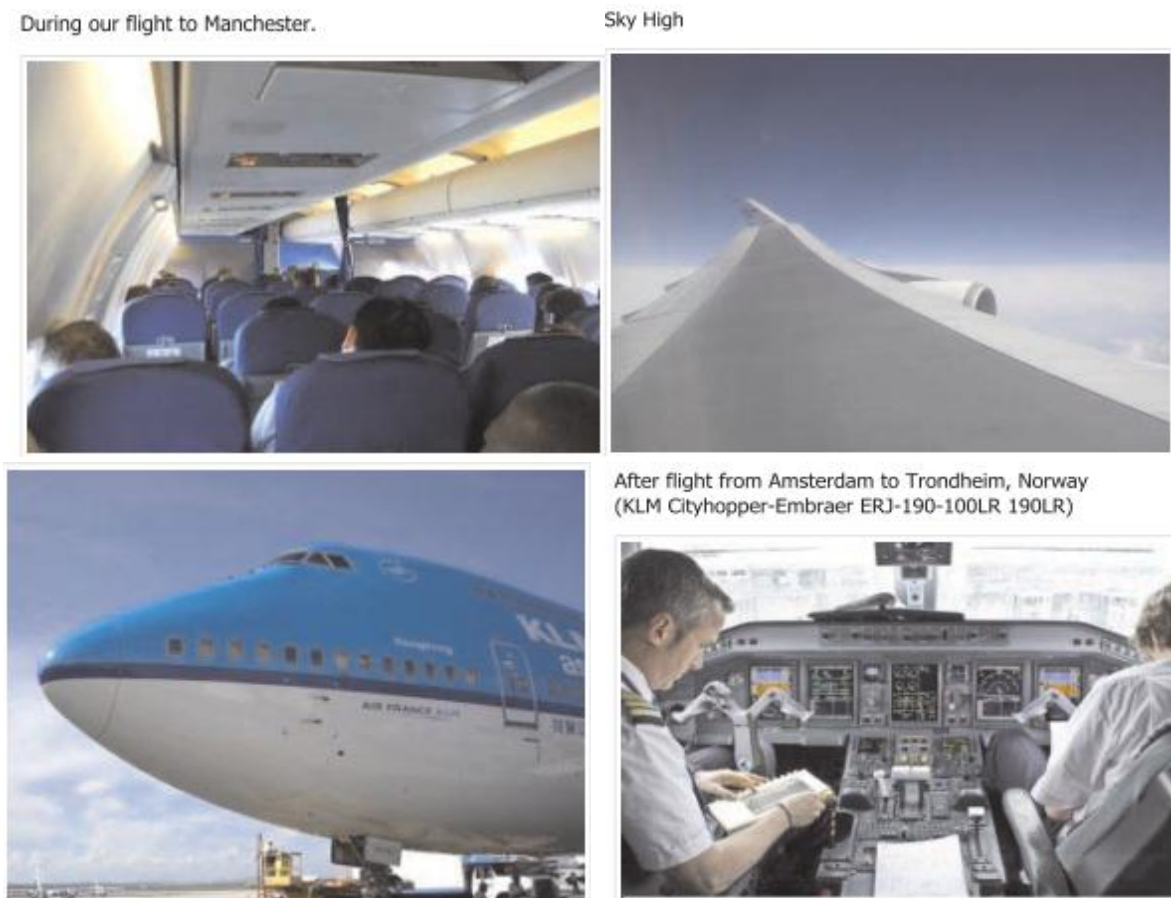 During our flight to Manchester.
Sky High
KL
as
AIR FRANCE KLM
After flight from Amsterdam to Trondheim, Norway
(KLM Cityhopper-Embraer ERJ-190-100LR 190LR)